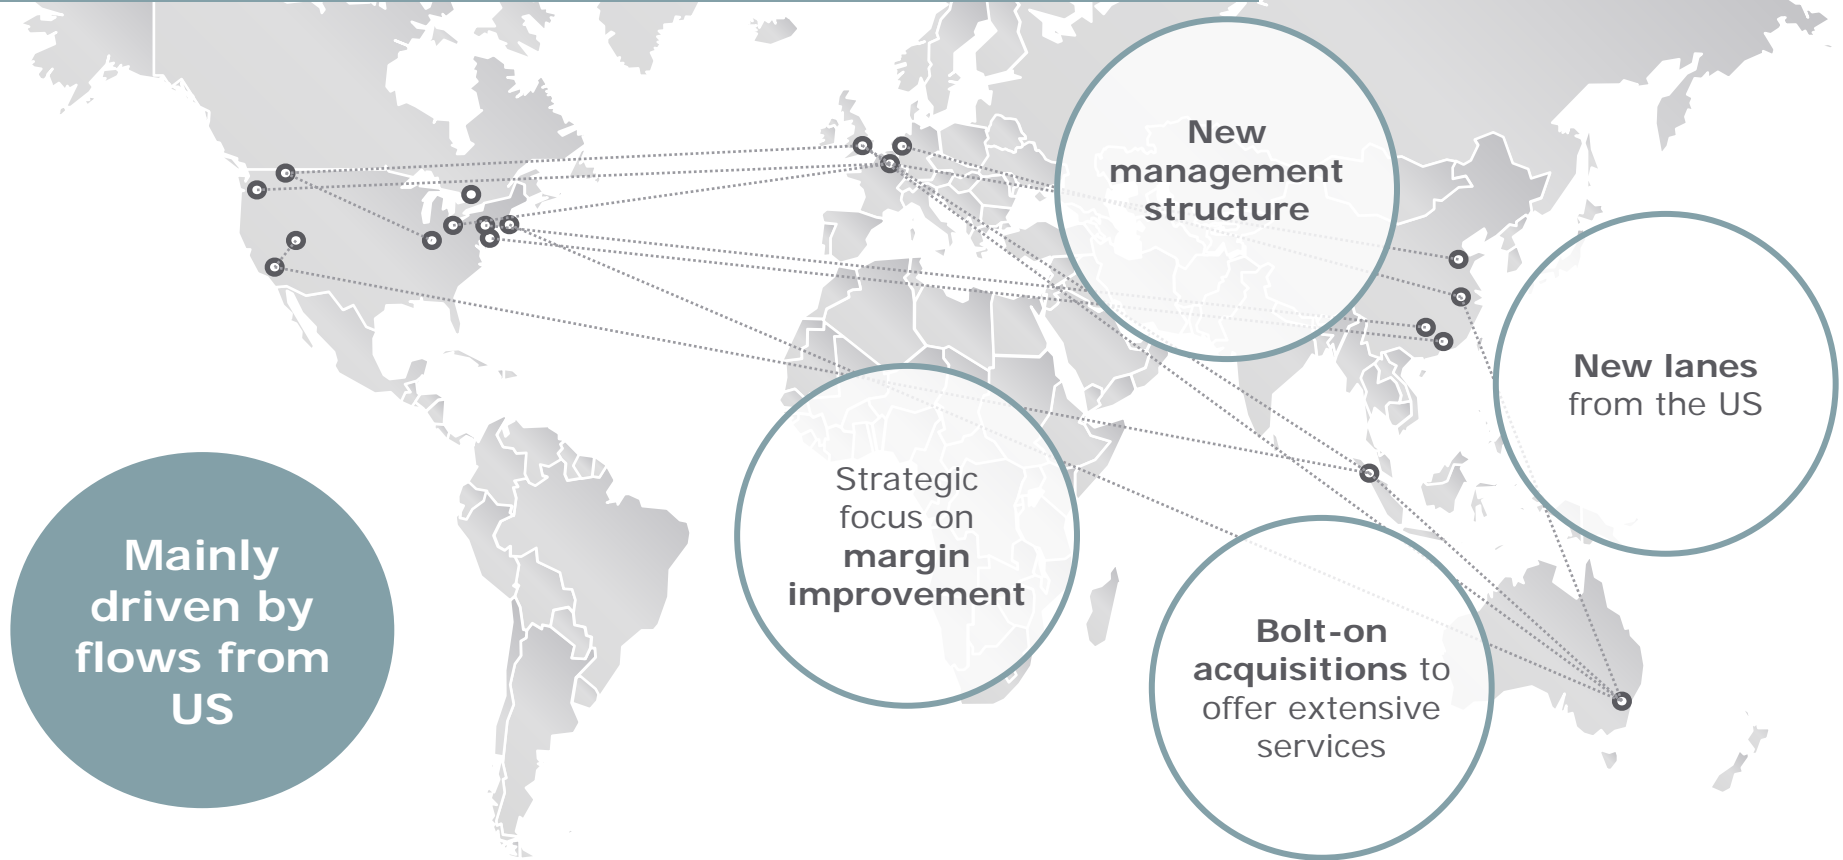 New
management
structure
New lanes
from the US
Strategic
focus on
margin
improvement
Mainly
driven by
flows from
US
Bolt-on
acquisitions to
offer extensive
services